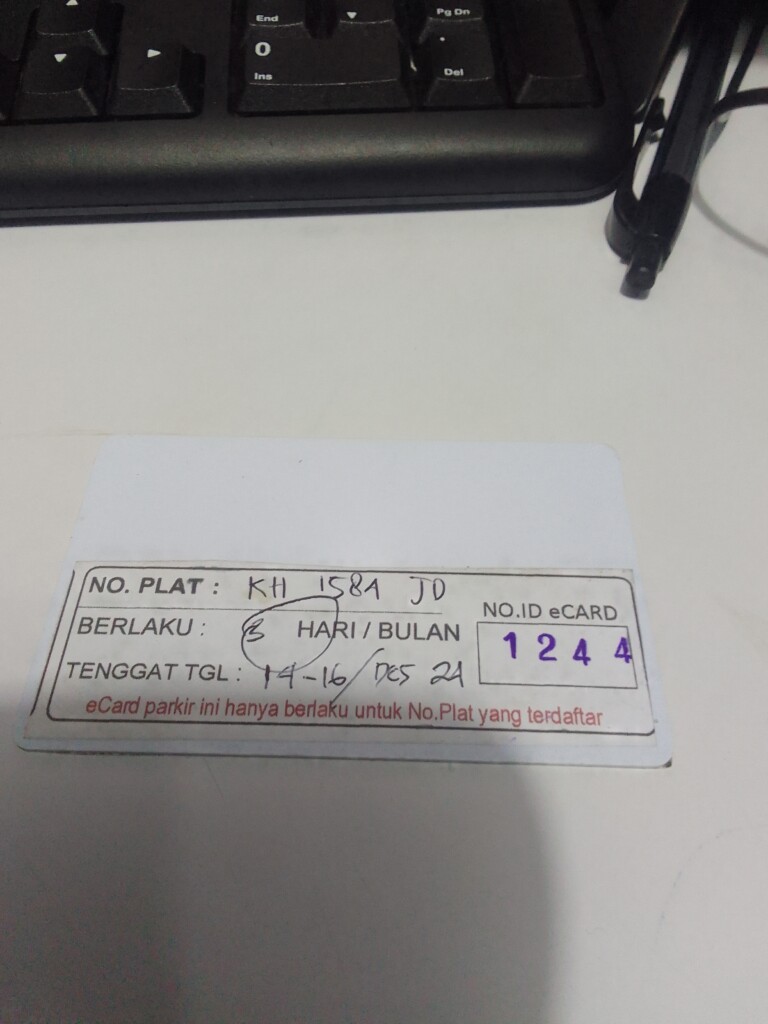 End
Pg Dn
0
Ins
.
Del
NO. PLAT : KH 1584 JD
BERLAKU : 3 HARI / BULAN
TENGGAT TGL : 14-16/DES 24
NO.ID eCARD
1244
eCard parkir ini hanya berlaku untuk No.Plat yang terdaftar